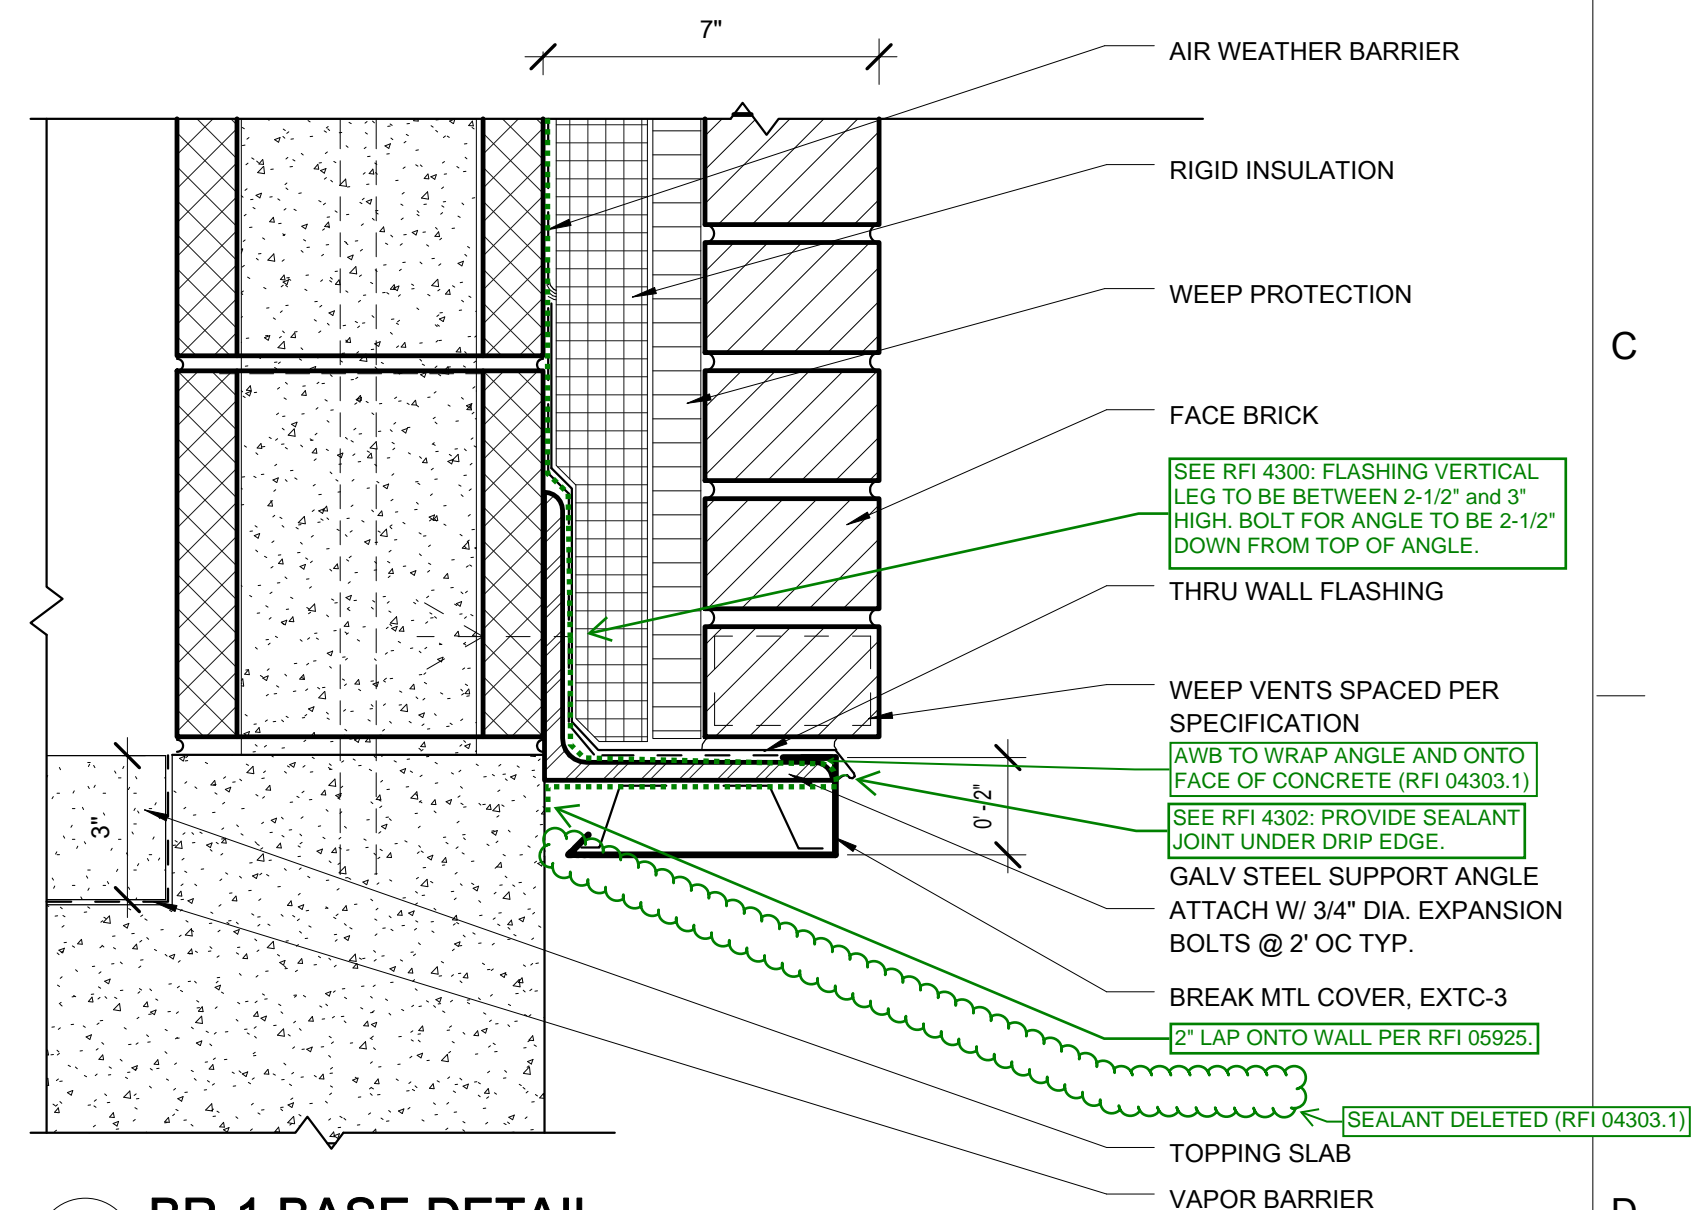 7"
AIR WEATHER BARRIER
RIGID INSULATION
WEEP PROTECTION
C
FACE BRICK
SEE RFI 4300: FLASHING VERTICAL
LEG TO BE BETWEEN 2-1/2" and 3"
HIGH. BOLT FOR ANGLE TO BE 2-1/2"
DOWN FROM TOP OF ANGLE.
THRU WALL FLASHING
WEEP VENTS SPACED PER
SPECIFICATION
AWB TO WRAP ANGLE AND ONTO
FACE OF CONCRETE (RFI 04303.1)
3"
0' -2"
SEE RFI 4302: PROVIDE SEALANT
JOINT UNDER DRIP EDGE.
GALV STEEL SUPPORT ANGLE
ATTACH W/ 3/4" DIA. EXPANSION
BOLTS @ 2' OC TYP.
BREAK MTL COVER, EXTC-3
2" LAP ONTO WALL PER RFI 05925.
SEALANT DELETED (RFI 04303.1)
TOPPING SLAB
VAPOR BARRIER
BR-1 BASE DETAIL
D